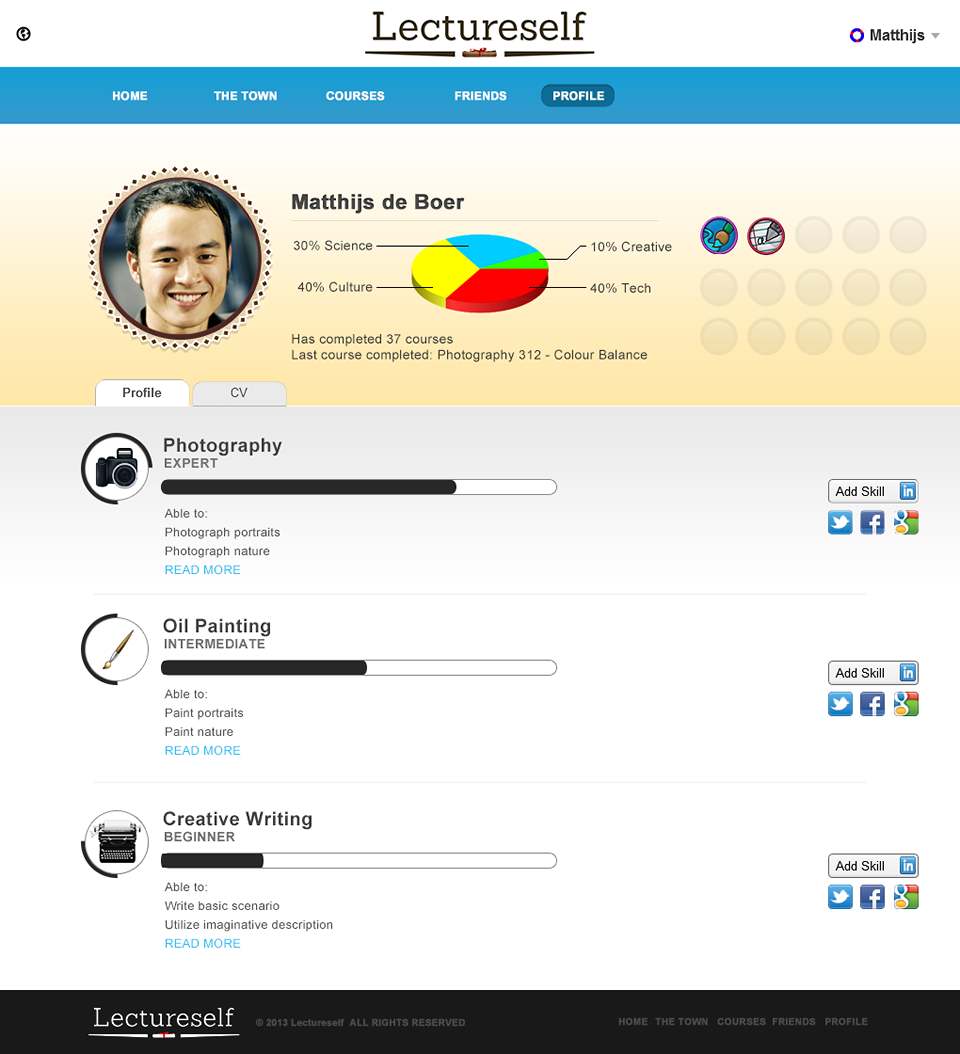 Lectureself
Matthijs
HOME THE TOWN COURSES FRIENDS PROFILE
Matthijs de Boer
30% Science
10% Creative
40% Culture
40% Tech
Has completed 37 courses
Last course completed: Photography 312 - Colour Balance
Profile CV
Photography
EXPERT
Add Skill in
Able to:
Photograph portraits
Photograph nature
READ MORE
Oil Painting
INTERMEDIATE
Add Skill in
Able to:
Paint portraits
Paint nature
READ MORE
Creative Writing
BEGINNER
Add Skill in
Able to:
Write basic scenario
Utilize imaginative description
READ MORE
Lectureself © 2013 Lectureself ALL RIGHTS RESERVED HOME THE TOWN COURSES FRIENDS PROFILE